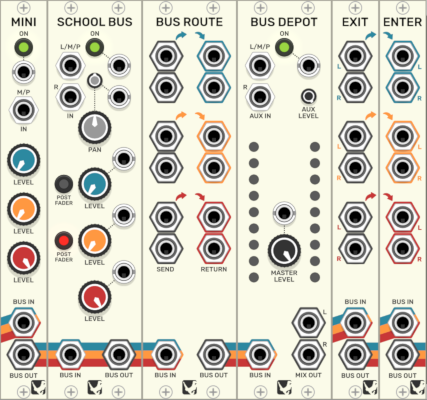 MINI
ON
M/P
IN
LEVEL
LEVEL
LEVEL
BUS IN
BUS OUT
SCHOOL BUS
L/M/P
ON
R
IN
PAN
POST
FADER
LEVEL
POST
FADER
LEVEL
LEVEL
BUS IN
BUS OUT
BUS ROUTE
SEND
RETURN
BUS IN
BUS OUT
BUS DEPOT
L/M/P
ON
R
AUX IN
AUX
LEVEL
MASTER
LEVEL
L
R
BUS IN
MIX OUT
EXIT
L
R
L
R
L
R
BUS IN
BUS OUT
ENTER
L
R
L
R
L
R
BUS IN
BUS OUT